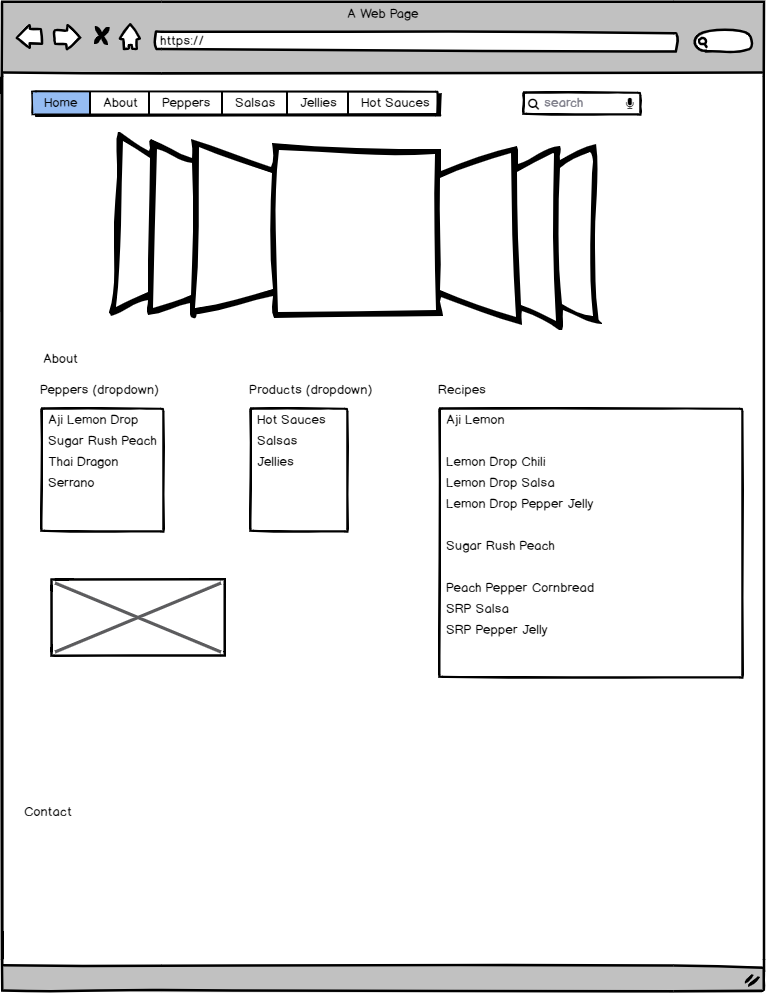 A Web Page
https://
Home About Peppers Salsas Jellies Hot Sauces
search
About
Peppers (dropdown)
Aji Lemon Drop
Sugar Rush Peach
Thai Dragon
Serrano
Products (dropdown)
Hot Sauces
Salsas
Jellies
Recipes
Aji Lemon
Lemon Drop Chili
Lemon Drop Salsa
Lemon Drop Pepper Jelly
Sugar Rush Peach
Peach Pepper Cornbread
SRP Salsa
SRP Pepper Jelly
Contact